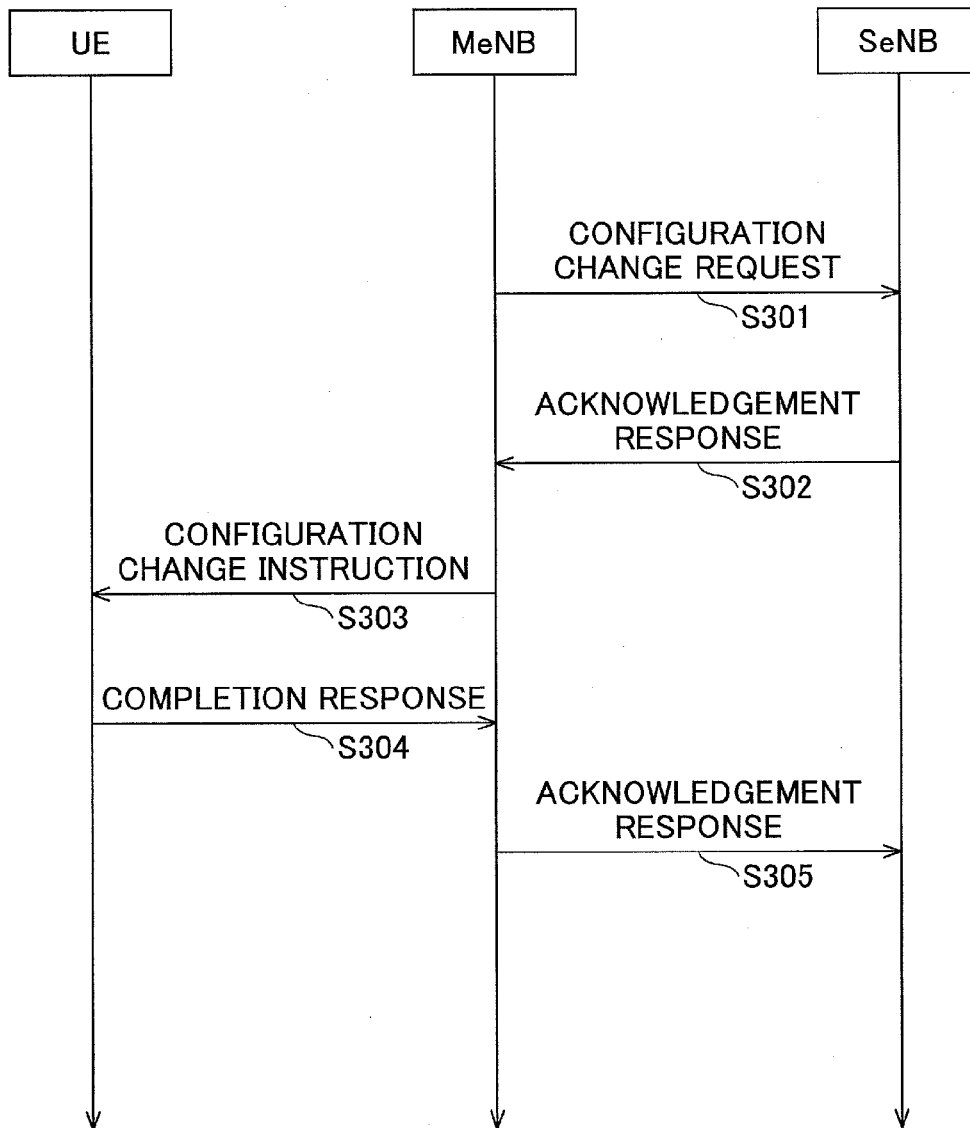 UE
MeNB
SeNB
CONFIGURATION
CHANGE REQUEST
S301
ACKNOWLEDGEMENT
RESPONSE
S302
CONFIGURATION
CHANGE INSTRUCTION
S303
COMPLETION RESPONSE
S304
ACKNOWLEDGEMENT
RESPONSE
S305